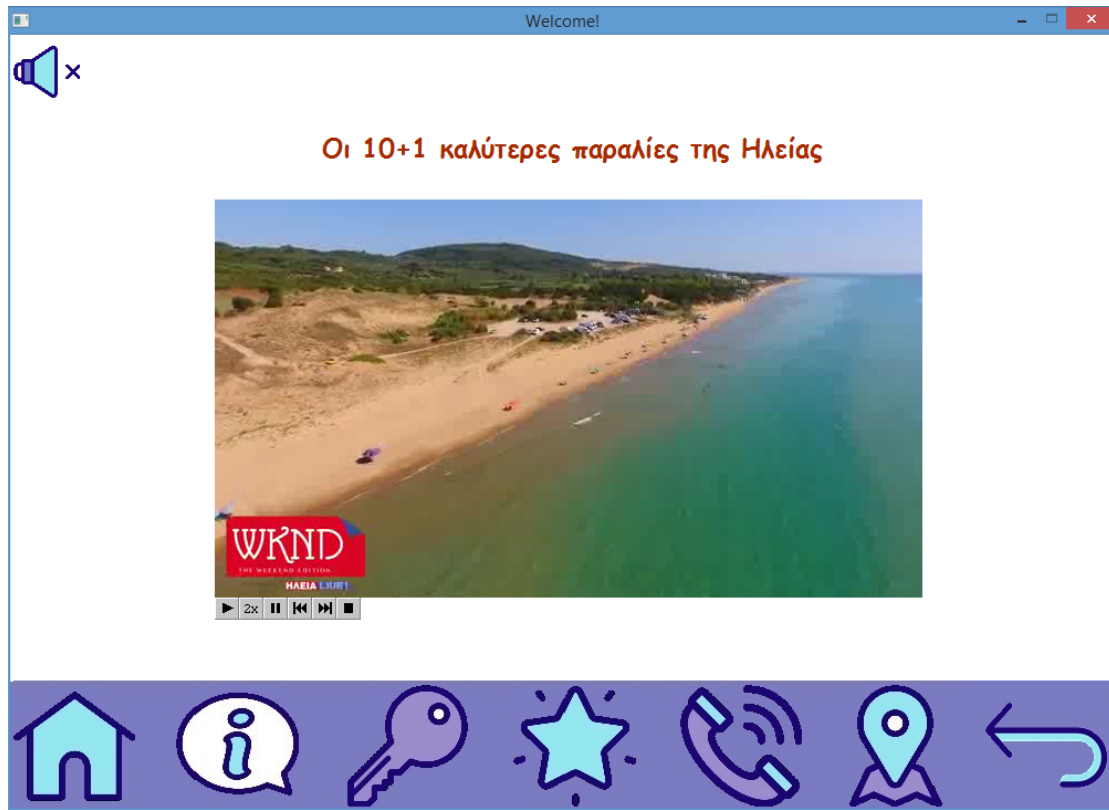 Welcome!
Οι 10+1 καλύτερες παραλίες της Ηλείας
WKND
THE WEEKEND EDITION
ΗΛΕΙΑ LIVE!
2x